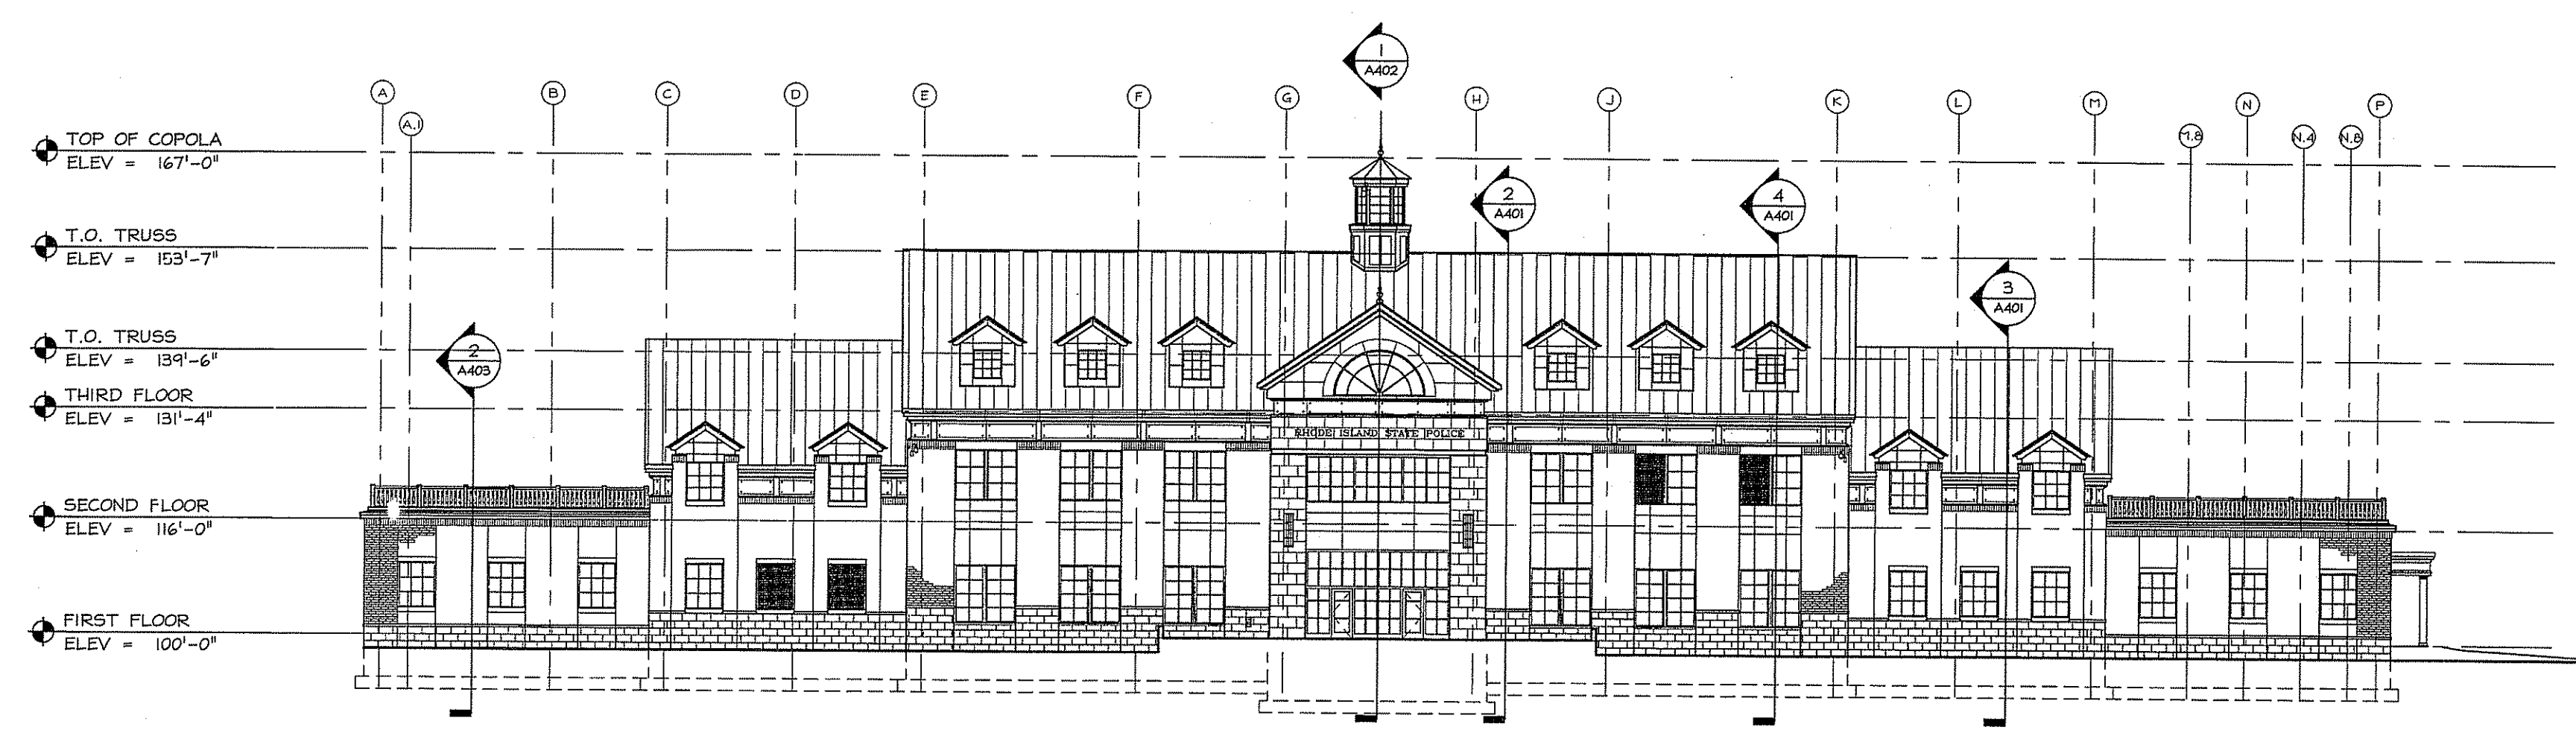 1
A402
A
B
C
D
E
F
G
H
J
K
L
M
N
P
A.1
M.8
N.4
N.8
TOP OF COPOLA
ELEV = 167'-0"
2
A401
4
A401
T.O. TRUSS
ELEV = 153'-7"
3
A401
T.O. TRUSS
ELEV = 139'-6"
2
A403
THIRD FLOOR
ELEV = 131'-4"
RHODE ISLAND STATE POLICE
SECOND FLOOR
ELEV = 116'-0"
FIRST FLOOR
ELEV = 100'-0"